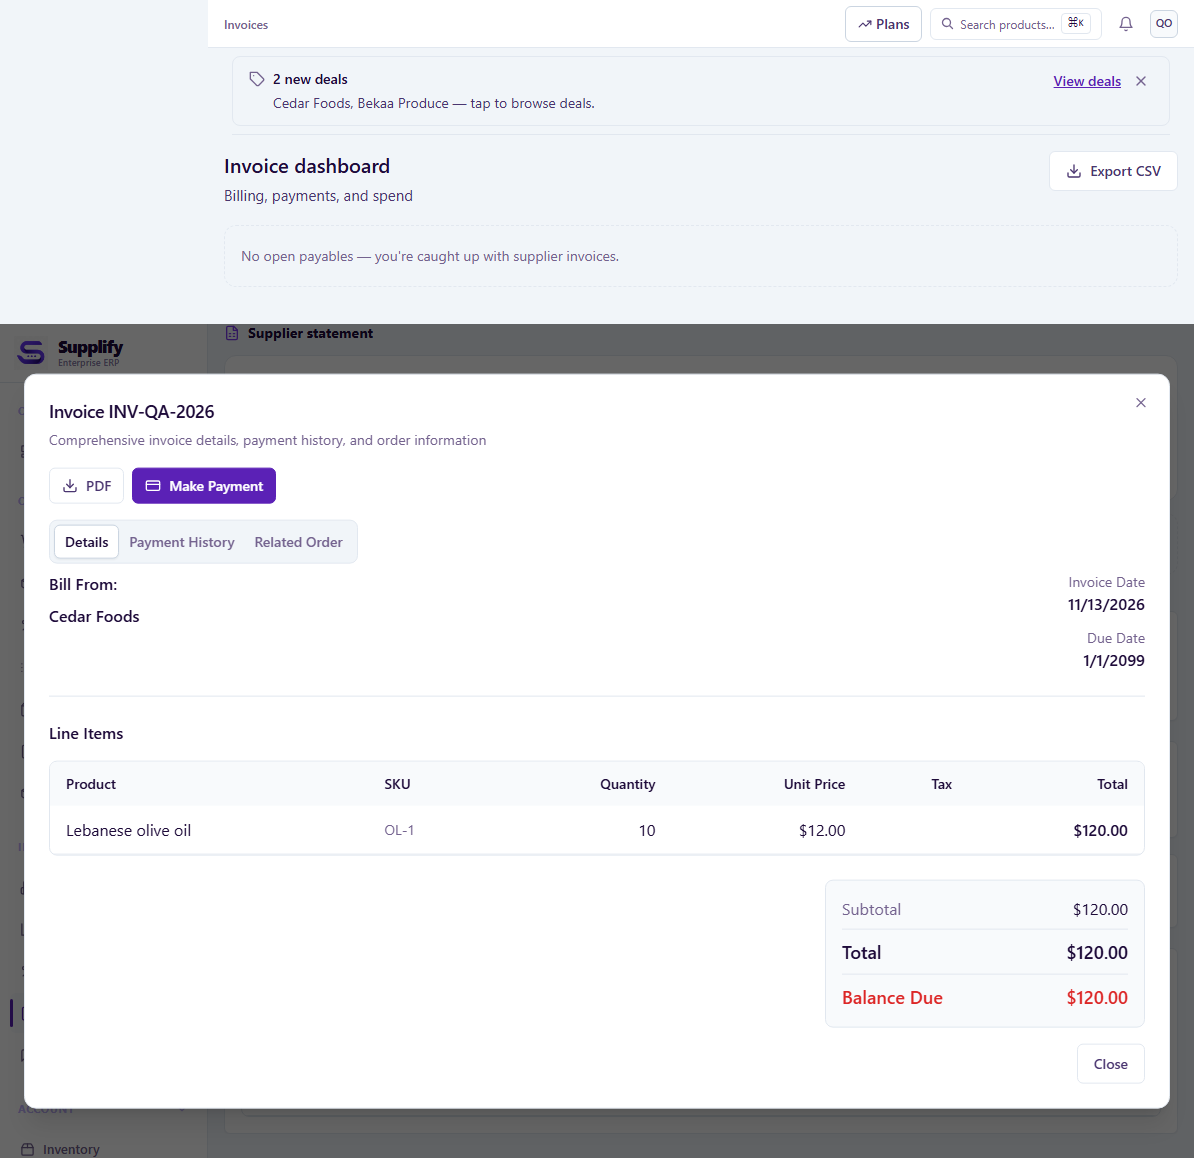 Invoices
Plans
Search products... ⌘K
QO
2 new deals
View deals
Cedar Foods, Bekaa Produce — tap to browse deals.
Invoice dashboard
Export CSV
Billing, payments, and spend
No open payables — you're caught up with supplier invoices.
Supplify
Enterprise ERP
Supplier statement
Invoice INV-QA-2026
Comprehensive invoice details, payment history, and order information
PDF
Make Payment
Details Payment History Related Order
Bill From:
Cedar Foods
Invoice Date
11/13/2026
Due Date
1/1/2099
Line Items
Product SKU Quantity Unit Price Tax Total
Lebanese olive oil OL-1 10 $12.00 $120.00
Subtotal $120.00
Total $120.00
Balance Due $120.00
Close
ACCOUNT
Inventory